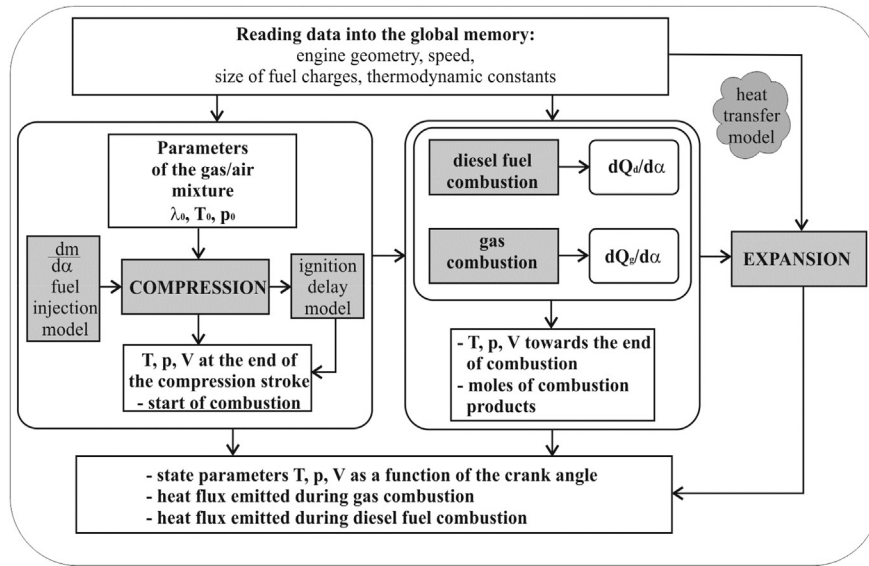 Reading data into the global memory:
engine geometry, speed,
size of fuel charges, thermodynamic constants
heat
transfer
model
Parameters
of the gas/air
mixture
λ₀, T₀, p₀
dm
dα
fuel
injection
model
COMPRESSION
ignition
delay
model
T, p, V at the end of
the compression stroke
- start of combustion
diesel fuel
combustion
dQd/dα
gas
combustion
dQg/dα
- T, p, V towards the end
of combustion
- moles of combustion
products
EXPANSION
- state parameters T, p, V as a function of the crank angle
- heat flux emitted during gas combustion
- heat flux emitted during diesel fuel combustion